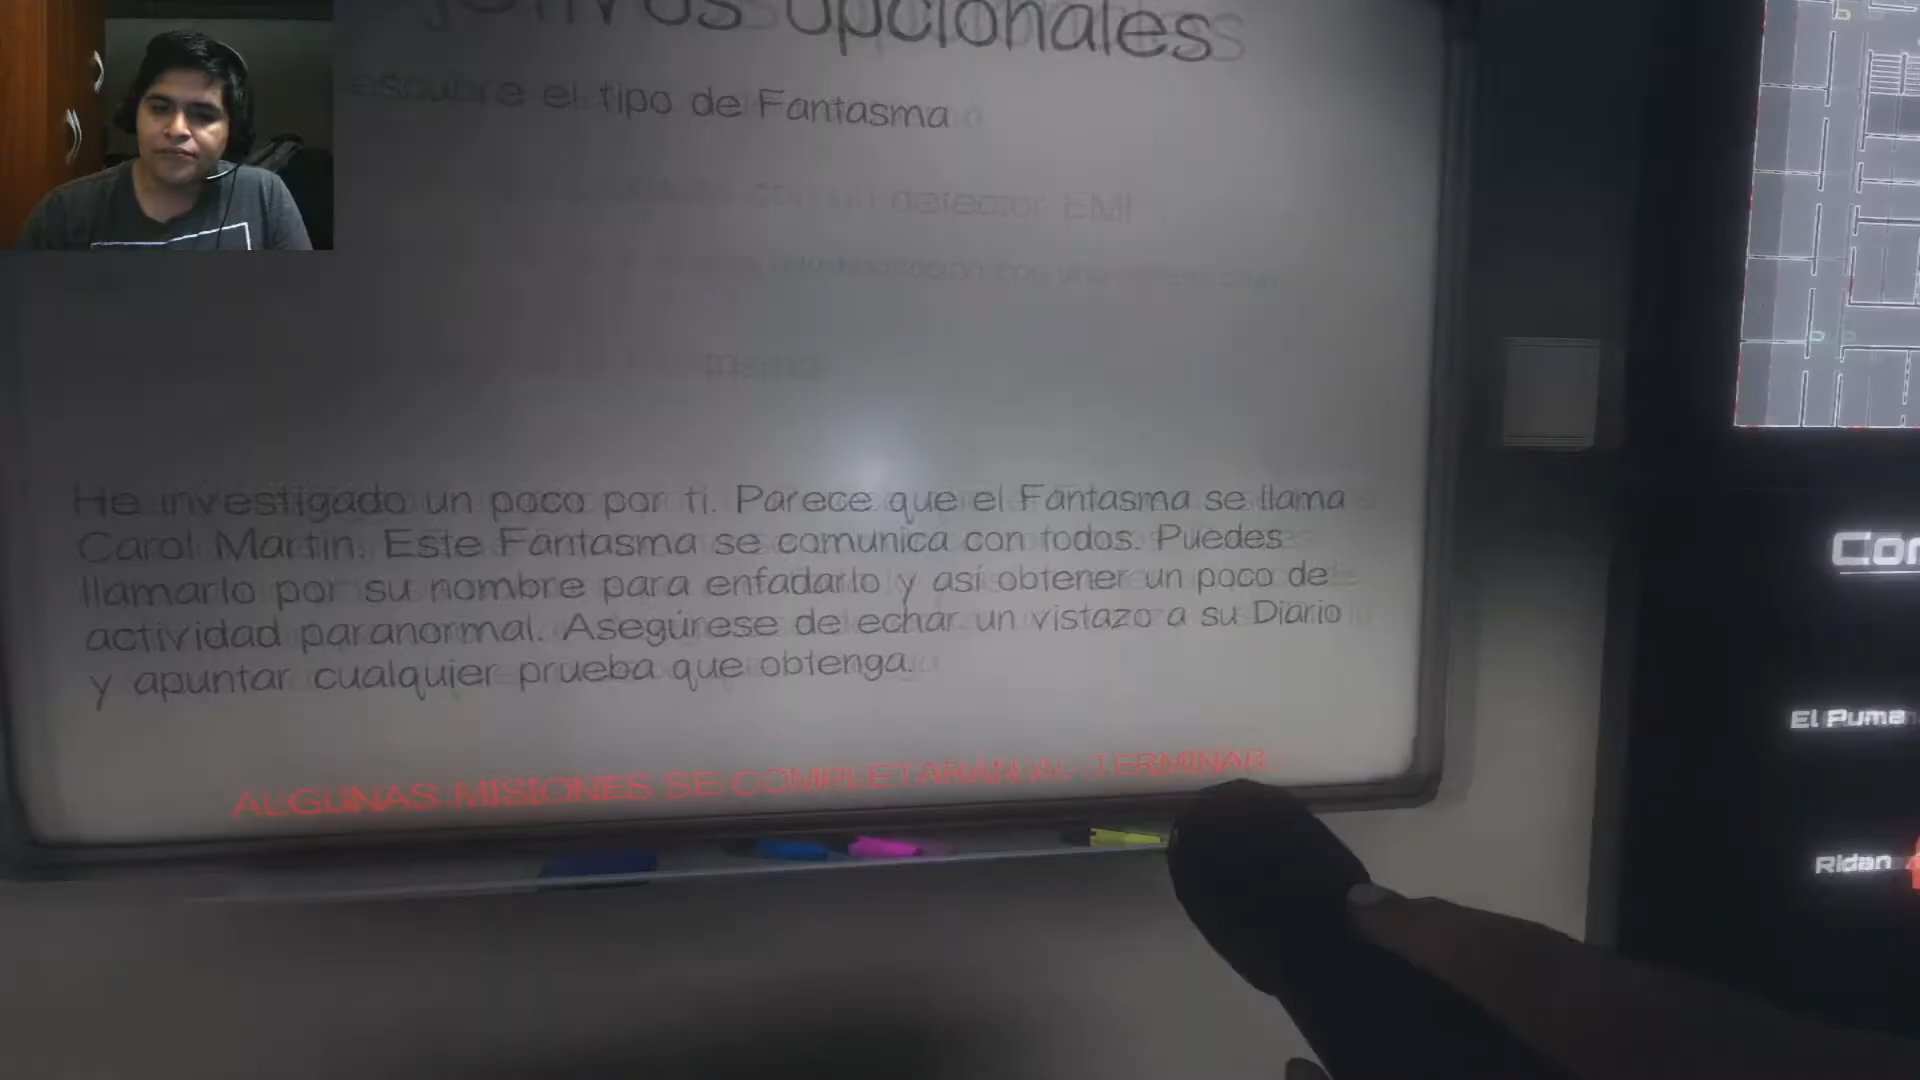 opcionales
el tipo de Fantasma
con un detector EMF
He investigado un poco por ti. Parece que el Fantasma se llama
Carol Martin. Este Fantasma se comunica con todos. Puedes
llamarlo por su nombre para enfadarlo y así obtener un poco de
actividad paranormal. Asegúrese de echar un vistazo a su Diario
y apuntar cualquier prueba que obtenga.
ALGUNAS MISIONES SE COMPLETARAN AL TERMINAR
El Puma
Ridan